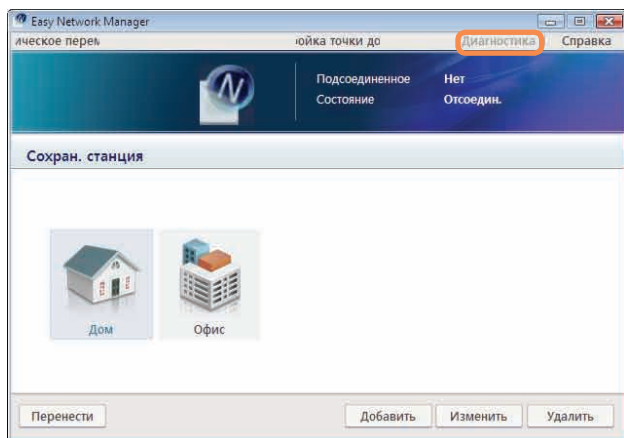 Easy Network Manager
ическое перем ойка точки до Диагностика Справка
Подсоединенное Нет
Состояние Отсоедин.
Сохран. станция
Дом Офис
Перенести Добавить Изменить Удалить